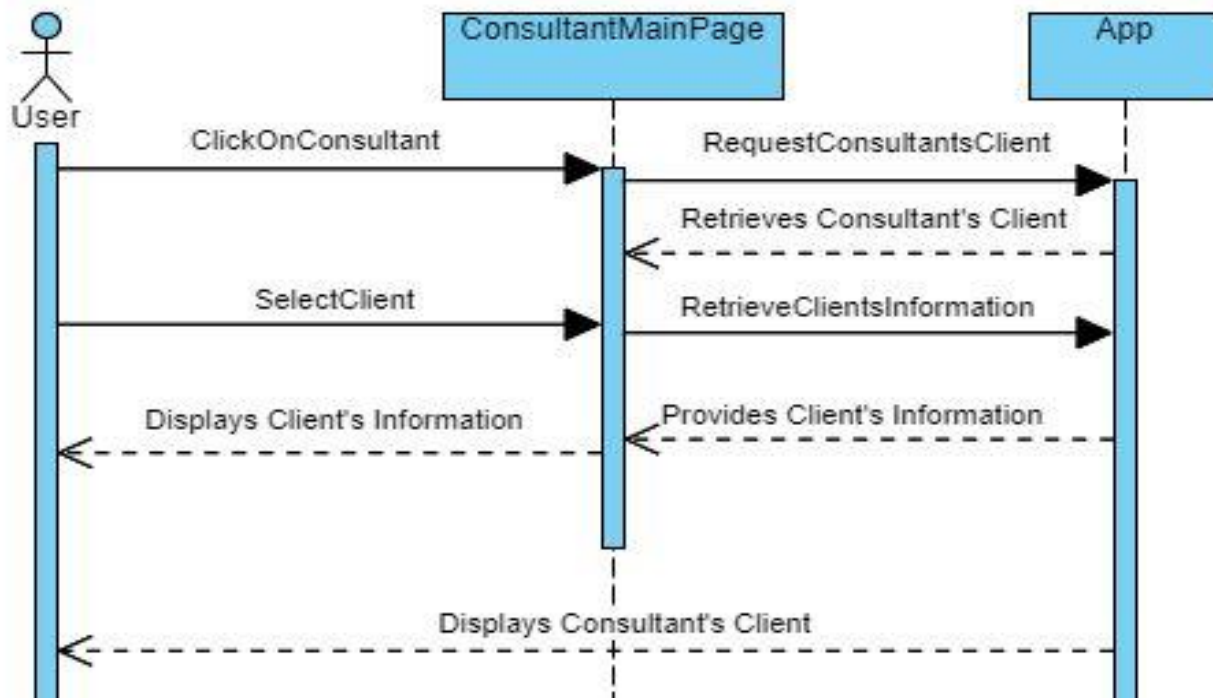 ConsultantMainPage
App
User
ClickOnConsultant
RequestConsultantsClient
Retrieves Consultant's Client
SelectClient
RetrieveClientsInformation
Displays Client's Information
Provides Client's Information
Displays Consultant's Client